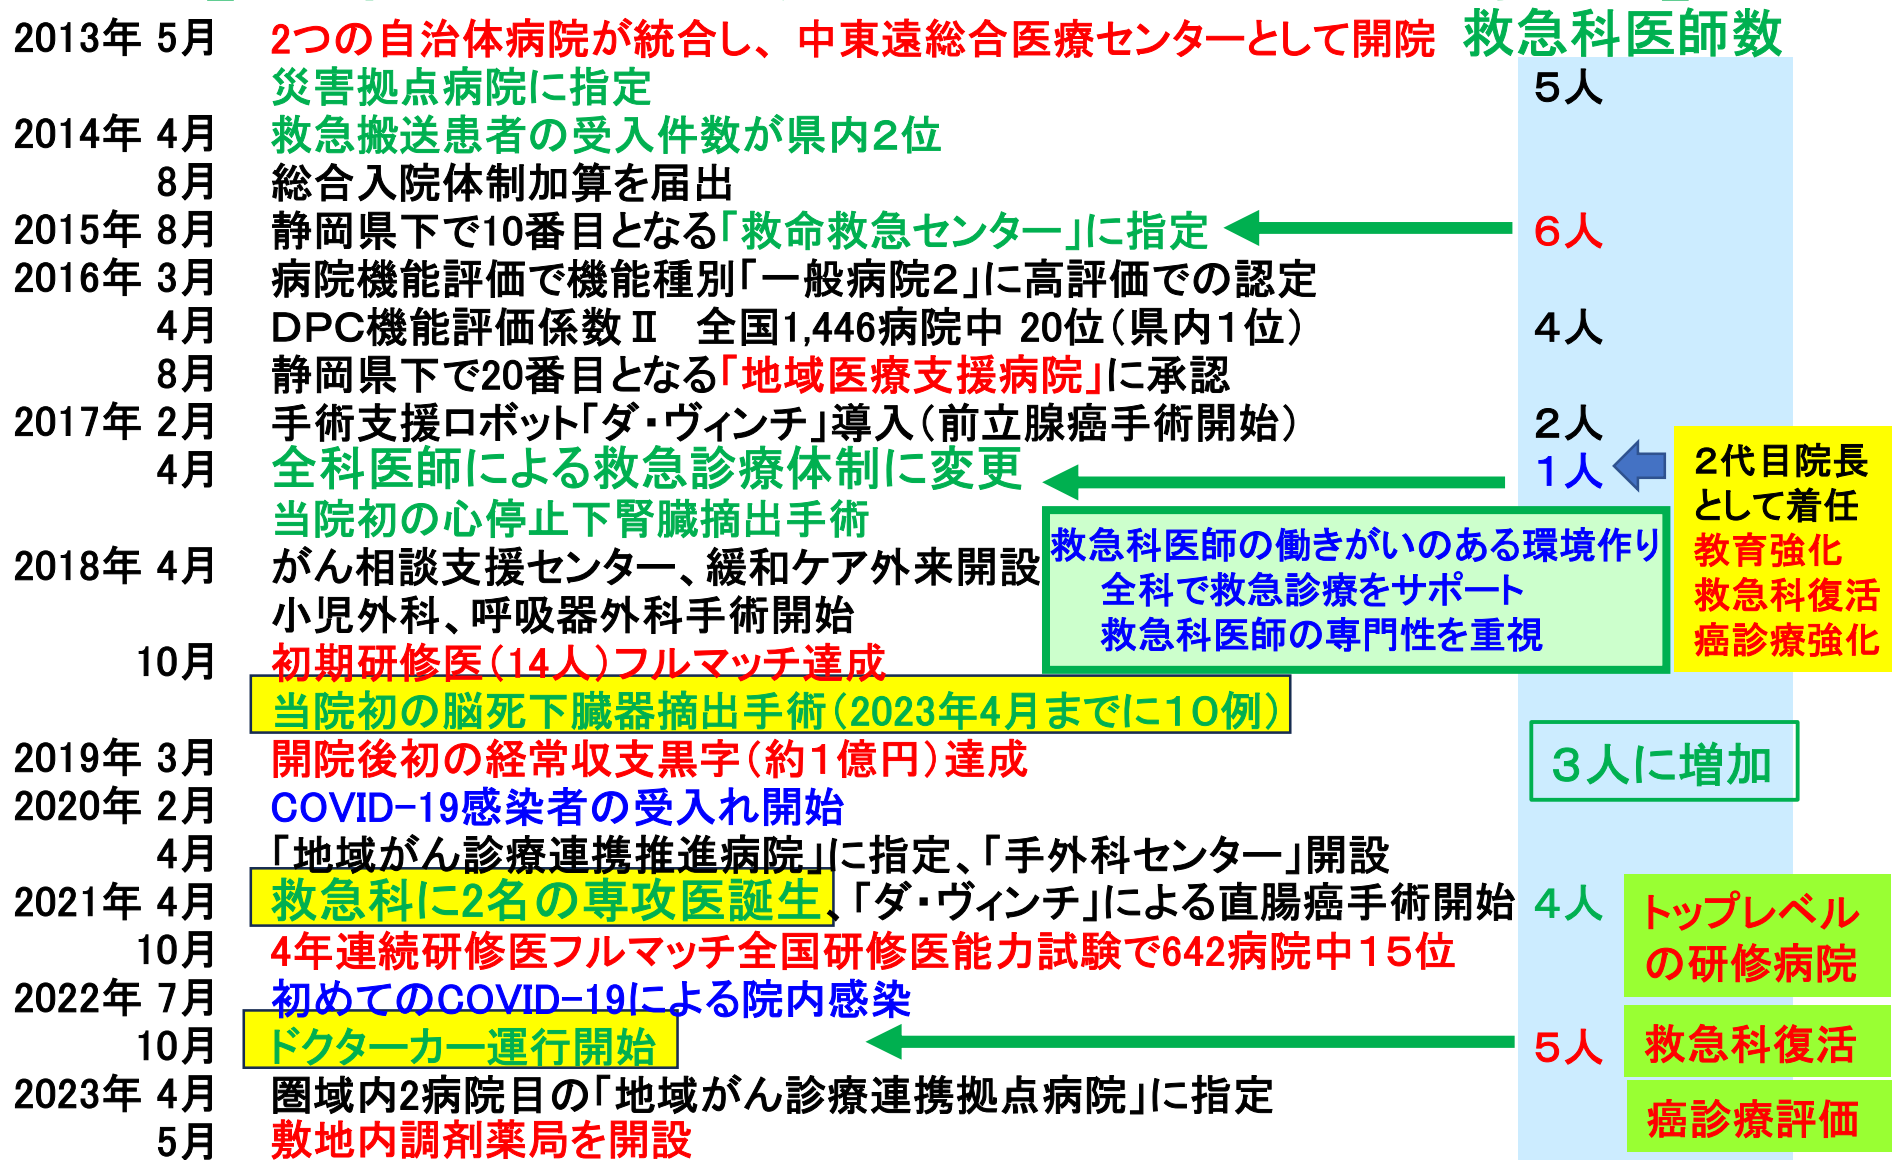 2013年 5月 2つの自治体病院が統合し、中東遠総合医療センターとして開院 救急科医師数
災害拠点病院に指定 5人
2014年 4月 救急搬送患者の受入件数が県内2位
8月 総合入院体制加算を届出
2015年 8月 静岡県下で10番目となる「救命救急センター」に指定 6人
2016年 3月 病院機能評価で機能種別「一般病院2」に高評価での認定
4月 DPC機能評価係数Ⅱ 全国1,446病院中 20位(県内1位) 4人
8月 静岡県下で20番目となる「地域医療支援病院」に承認
2017年 2月 手術支援ロボット「ダ・ヴィンチ」導入(前立腺癌手術開始) 2人
4月 全科医師による救急診療体制に変更 1人
当院初の心停止下腎臓摘出手術
2代目院長
として着任
教育強化
救急科復活
癌診療強化
救急科医師の働きがいのある環境作り
全科で救急診療をサポート
救急科医師の専門性を重視
2018年 4月 がん相談支援センター、緩和ケア外来開設
小児外科、呼吸器外科手術開始
10月 初期研修医(14人)フルマッチ達成
当院初の脳死下臓器摘出手術(2023年4月までに10例)
2019年 3月 開院後初の経常収支黒字(約1億円)達成 3人に増加
2020年 2月 COVID-19感染者の受入れ開始
4月 「地域がん診療連携推進病院」に指定、「手外科センター」開設
2021年 4月 救急科に2名の専攻医誕生、「ダ・ヴィンチ」による直腸癌手術開始 4人
10月 4年連続研修医フルマッチ全国研修医能力試験で642病院中15位
トップレベル
の研修病院
2022年 7月 初めてのCOVID-19による院内感染
10月 ドクターカー運行開始 5人 救急科復活
2023年 4月 圏域内2病院目の「地域がん診療連携拠点病院」に指定
癌診療評価
5月 敷地内調剤薬局を開設